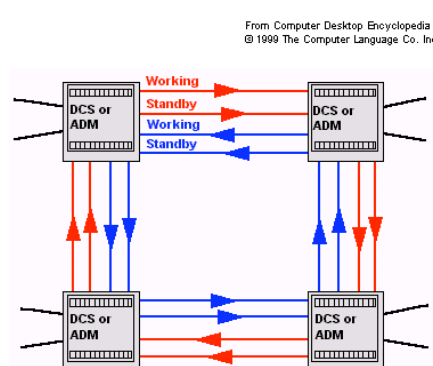 From Computer Desktop Encyclopedia
@ 1999 The Computer Language Co. Inc
Working
Standby
Working
Standby
DCS or
ADM
DCS or
ADM
DCS or
ADM
DCS or
ADM